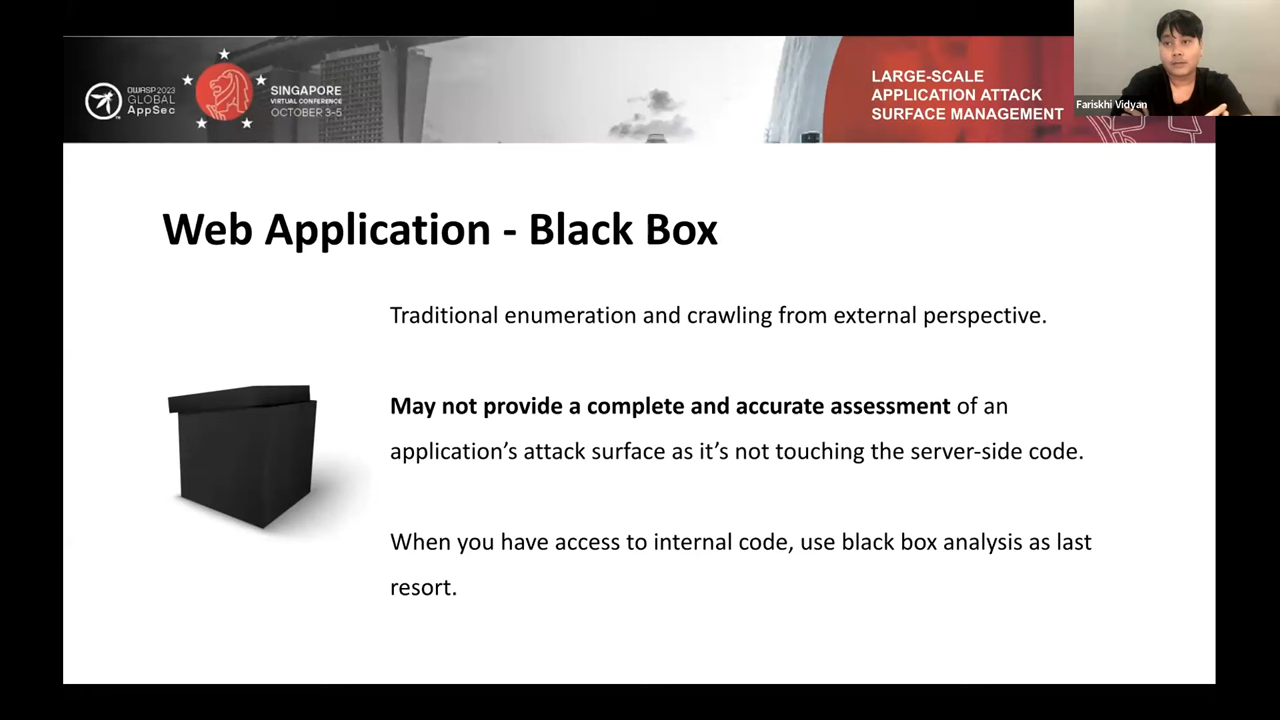 OWASP2023
GLOBAL
AppSec
SINGAPORE
VIRTUAL CONFERENCE
OCTOBER 3-5
LARGE-SCALE
APPLICATION ATTACK
SURFACE MANAGEMENT
Fariskhi Vidyan
Web Application - Black Box
Traditional enumeration and crawling from external perspective.
May not provide a complete and accurate assessment of an
application’s attack surface as it’s not touching the server-side code.
When you have access to internal code, use black box analysis as last
resort.